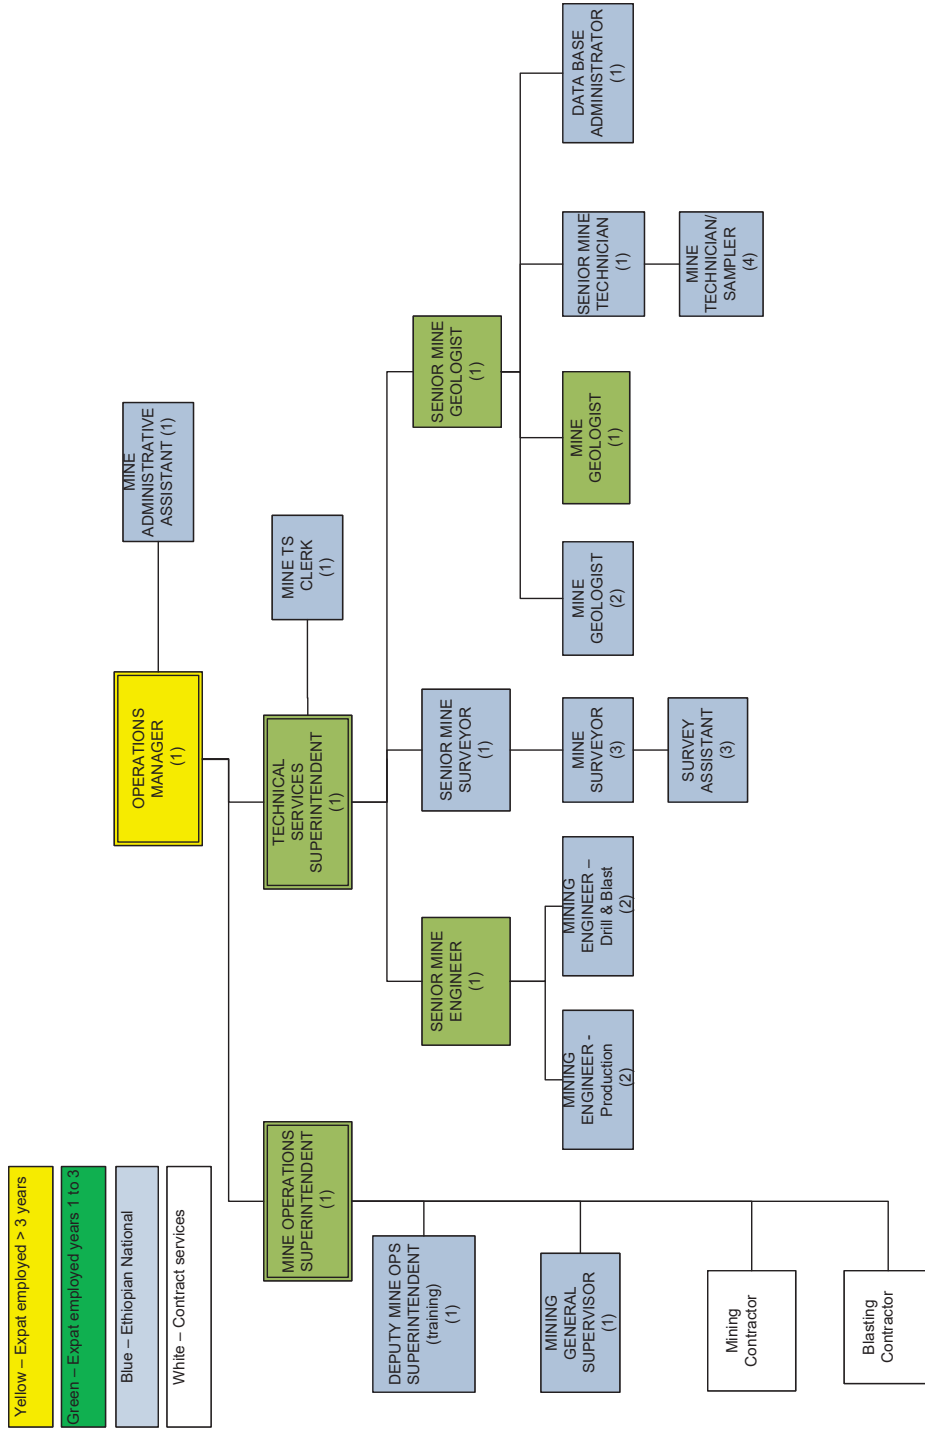 Yellow – Expat employed > 3 years
Green – Expat employed years 1 to 3
Blue – Ethiopian National
White – Contract services
OPERATIONS
MANAGER
(1)
MINE
ADMINISTRATIVE
ASSISTANT (1)
MINE OPERATIONS
SUPERINTENDENT
(1)
TECHNICAL
SERVICES
SUPERINTENDENT
(1)
MINE TS
CLERK
(1)
DEPUTY MINE OPS
SUPERINTENDENT
(training)
(1)
MINING
GENERAL
SUPERVISOR
(1)
Mining
Contractor
Blasting
Contractor
SENIOR MINE
ENGINEER
(1)
SENIOR MINE
SURVEYOR
(1)
SENIOR MINE
GEOLOGIST
(1)
MINING
ENGINEER -
Production
(2)
MINING
ENGINEER –
Drill & Blast
(2)
MINE
SURVEYOR
(3)
SURVEY
ASSISTANT
(3)
MINE
GEOLOGIST
(2)
MINE
GEOLOGIST
(1)
SENIOR MINE
TECHNICIAN
(1)
MINE
TECHNICIAN/
SAMPLER
(4)
DATA BASE
ADMINISTRATOR
(1)